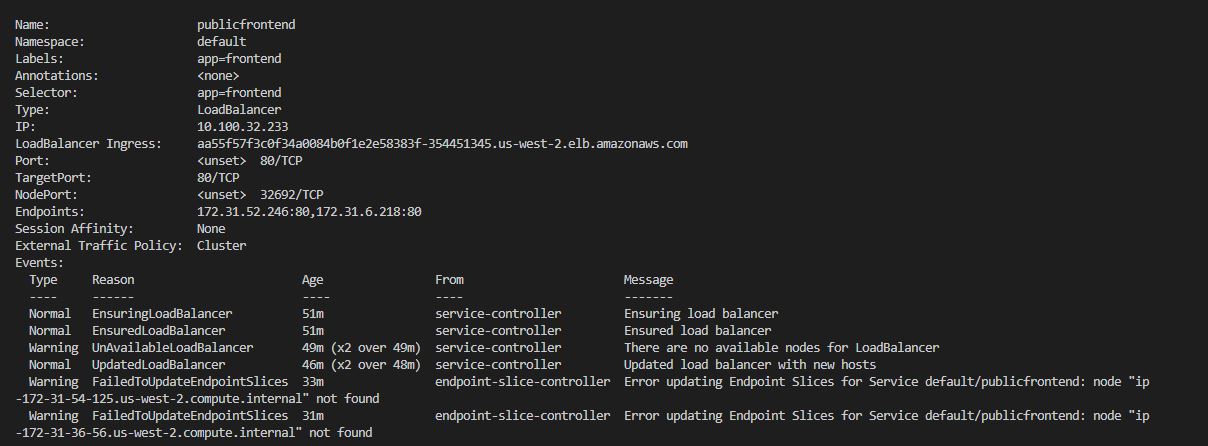 Name:                     publicfrontend
Namespace:                default
Labels:                   app=frontend
Annotations:              <none>
Selector:                 app=frontend
Type:                     LoadBalancer
IP:                       10.100.32.233
LoadBalancer Ingress:     aa55f57f3c0f34a0084b0f1e2e58383f-354451345.us-west-2.elb.amazonaws.com
Port:                     <unset>  80/TCP
TargetPort:               80/TCP
NodePort:                 <unset>  32692/TCP
Endpoints:                172.31.52.246:80,172.31.6.218:80
Session Affinity:         None
External Traffic Policy:  Cluster
Events:
  Type     Reason                        Age                From                       Message
  ----     ------                        ----               ----                       -------
  Normal   EnsuringLoadBalancer          51m                service-controller         Ensuring load balancer
  Normal   EnsuredLoadBalancer           51m                service-controller         Ensured load balancer
  Warning  UnAvailableLoadBalancer       49m (x2 over 49m)  service-controller         There are no available nodes for LoadBalancer
  Normal   UpdatedLoadBalancer           46m (x2 over 48m)  service-controller         Updated load balancer with new hosts
  Warning  FailedToUpdateEndpointSlices  33m                endpoint-slice-controller  Error updating Endpoint Slices for Service default/publicfrontend: node "ip
-172-31-54-125.us-west-2.compute.internal" not found
  Warning  FailedToUpdateEndpointSlices  31m                endpoint-slice-controller  Error updating Endpoint Slices for Service default/publicfrontend: node "ip
-172-31-36-56.us-west-2.compute.internal" not found